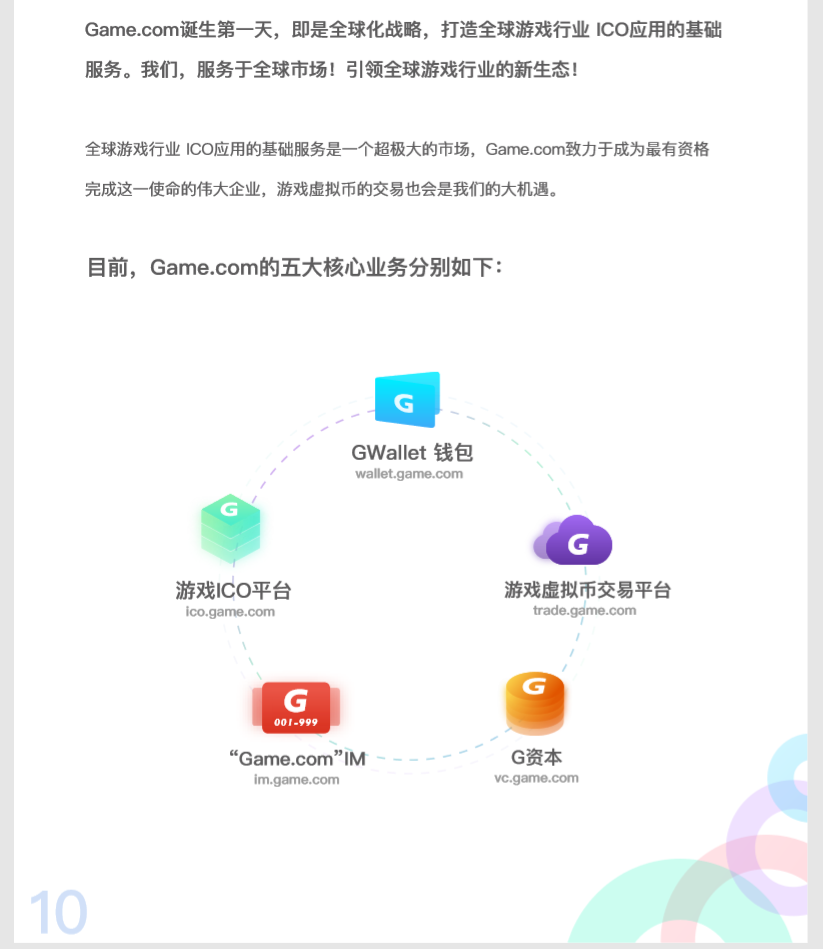 Game.com诞生第一天，即是全球化战略，打造全球游戏行业 ICO应用的基础
服务。我们，服务于全球市场！引领全球游戏行业的新生态！
全球游戏行业 ICO应用的基础服务是一个超极大的市场，Game.com致力于成为最有资格
完成这一使命的伟大企业，游戏虚拟币的交易也会是我们的大机遇。
目前，Game.com的五大核心业务分别如下：
G
GWallet 钱包
wallet.game.com
G
游戏ICO平台
ico.game.com
G
游戏虚拟币交易平台
trade.game.com
G
001-999
“Game.com”IM
im.game.com
G
G资本
vc.game.com
10